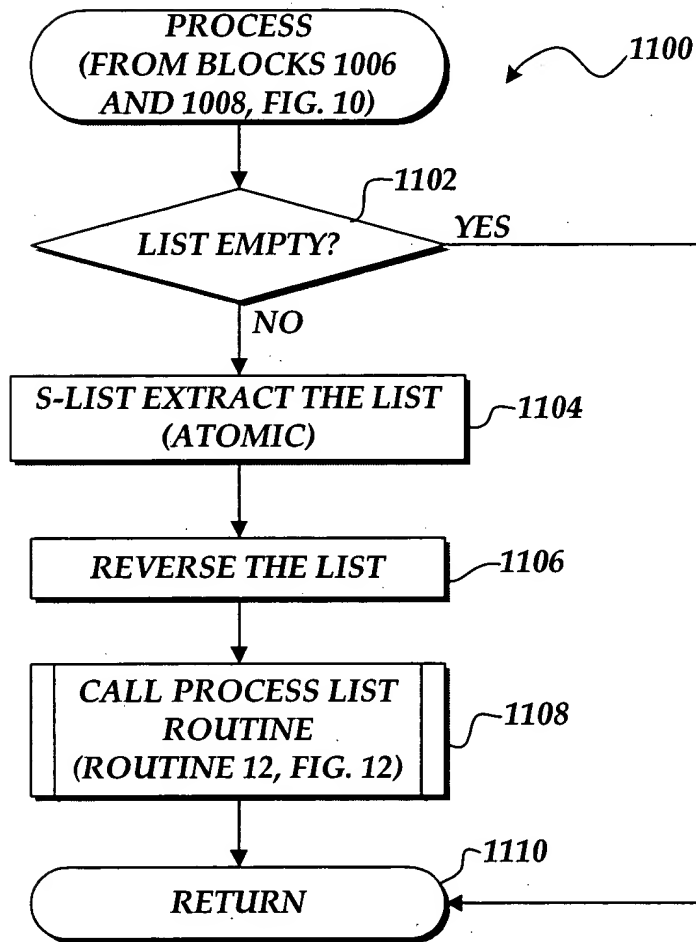 PROCESS
(FROM BLOCKS 1006
AND 1008, FIG. 10)
1100
1102
LIST EMPTY?
YES
NO
S-LIST EXTRACT THE LIST
(ATOMIC)
1104
REVERSE THE LIST
1106
CALL PROCESS LIST
ROUTINE
(ROUTINE 12, FIG. 12)
1108
1110
RETURN